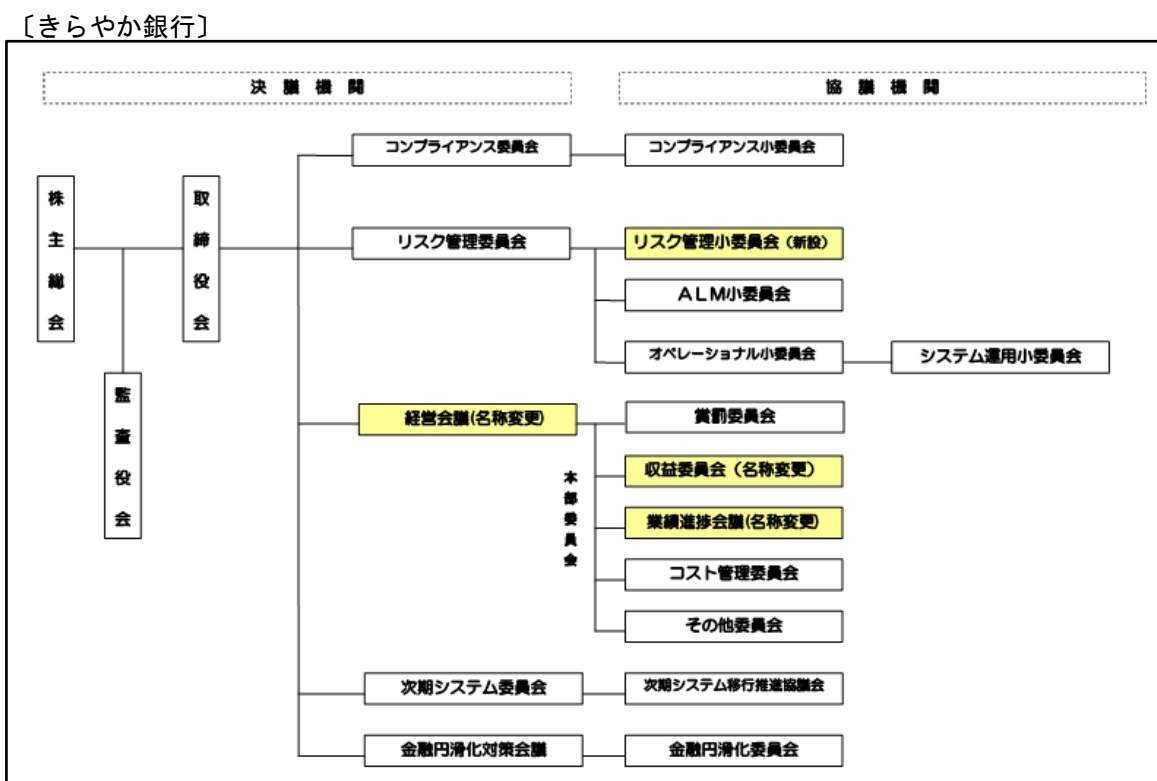 〔きらやか銀行〕
決議機関
協議機関
コンプライアンス委員会
コンプライアンス小委員会
株主総会
取締役会
リスク管理委員会
リスク管理小委員会（新設）
ＡＬＭ小委員会
オペレーショナル小委員会
システム運用小委員会
監査役会
経営会議(名称変更)
賞罰委員会
本部委員会
収益委員会（名称変更）
業績進捗会議(名称変更)
コスト管理委員会
その他委員会
次期システム委員会
次期システム移行推進協議会
金融円滑化対策会議
金融円滑化委員会